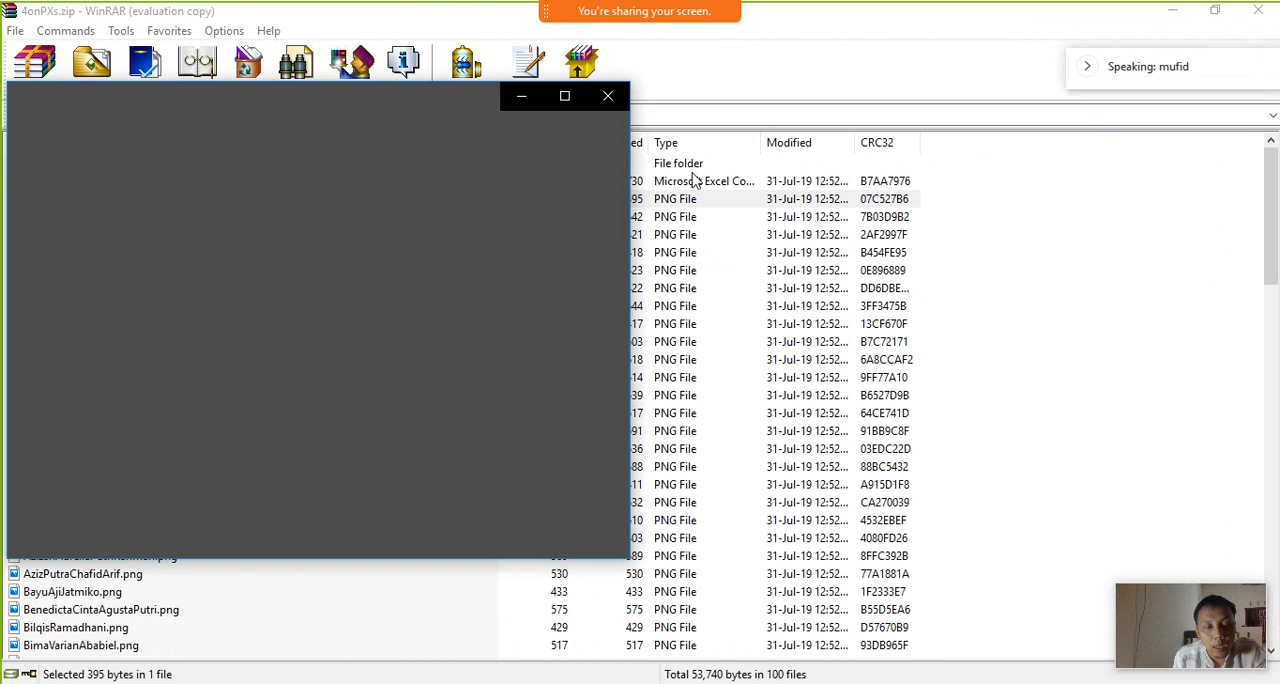 4onPXs.zip - WinRAR (evaluation copy)
You're sharing your screen.
File Commands Tools Favorites Options Help
Speaking: mufid
ed Type Modified CRC32
File folder
730 Microsoft Excel Co... 31-Jul-19 12:52... B7AA7976
395 PNG File 31-Jul-19 12:52... 07C527B6
42 PNG File 31-Jul-19 12:52... 7B03D9B2
421 PNG File 31-Jul-19 12:52... 2AF2997F
418 PNG File 31-Jul-19 12:52... B454FE95
23 PNG File 31-Jul-19 12:52... 0E896889
22 PNG File 31-Jul-19 12:52... DD6DBE...
44 PNG File 31-Jul-19 12:52... 3FF3475B
417 PNG File 31-Jul-19 12:52... 13CF670F
03 PNG File 31-Jul-19 12:52... B7C72171
18 PNG File 31-Jul-19 12:52... 6A8CCAF2
14 PNG File 31-Jul-19 12:52... 9FF77A10
39 PNG File 31-Jul-19 12:52... B6527D9B
17 PNG File 31-Jul-19 12:52... 64CE741D
91 PNG File 31-Jul-19 12:52... 91BB9C8F
36 PNG File 31-Jul-19 12:52... 03EDC22D
88 PNG File 31-Jul-19 12:52... 88BC5432
11 PNG File 31-Jul-19 12:52... A915D1F8
32 PNG File 31-Jul-19 12:52... CA270039
10 PNG File 31-Jul-19 12:52... 4532EBEF
03 PNG File 31-Jul-19 12:52... 4080FD26
589 PNG File 31-Jul-19 12:52... 8FFC392B
AzizPutraChafidArif.png 530 530 PNG File 31-Jul-19 12:52... 77A1881A
BayuAjiJatmiko.png 433 433 PNG File 31-Jul-19 12:52... 1F2333E7
BenedictaCintaAgustaPutri.png 575 575 PNG File 31-Jul-19 12:52... B55D5EA6
BilqisRamadhani.png 429 429 PNG File 31-Jul-19 12:52... D57670B9
BimaVarianAbabiel.png 517 517 PNG File 31-Jul-19 12:52... 93DB965F
Selected 395 bytes in 1 file
Total 53,740 bytes in 100 files